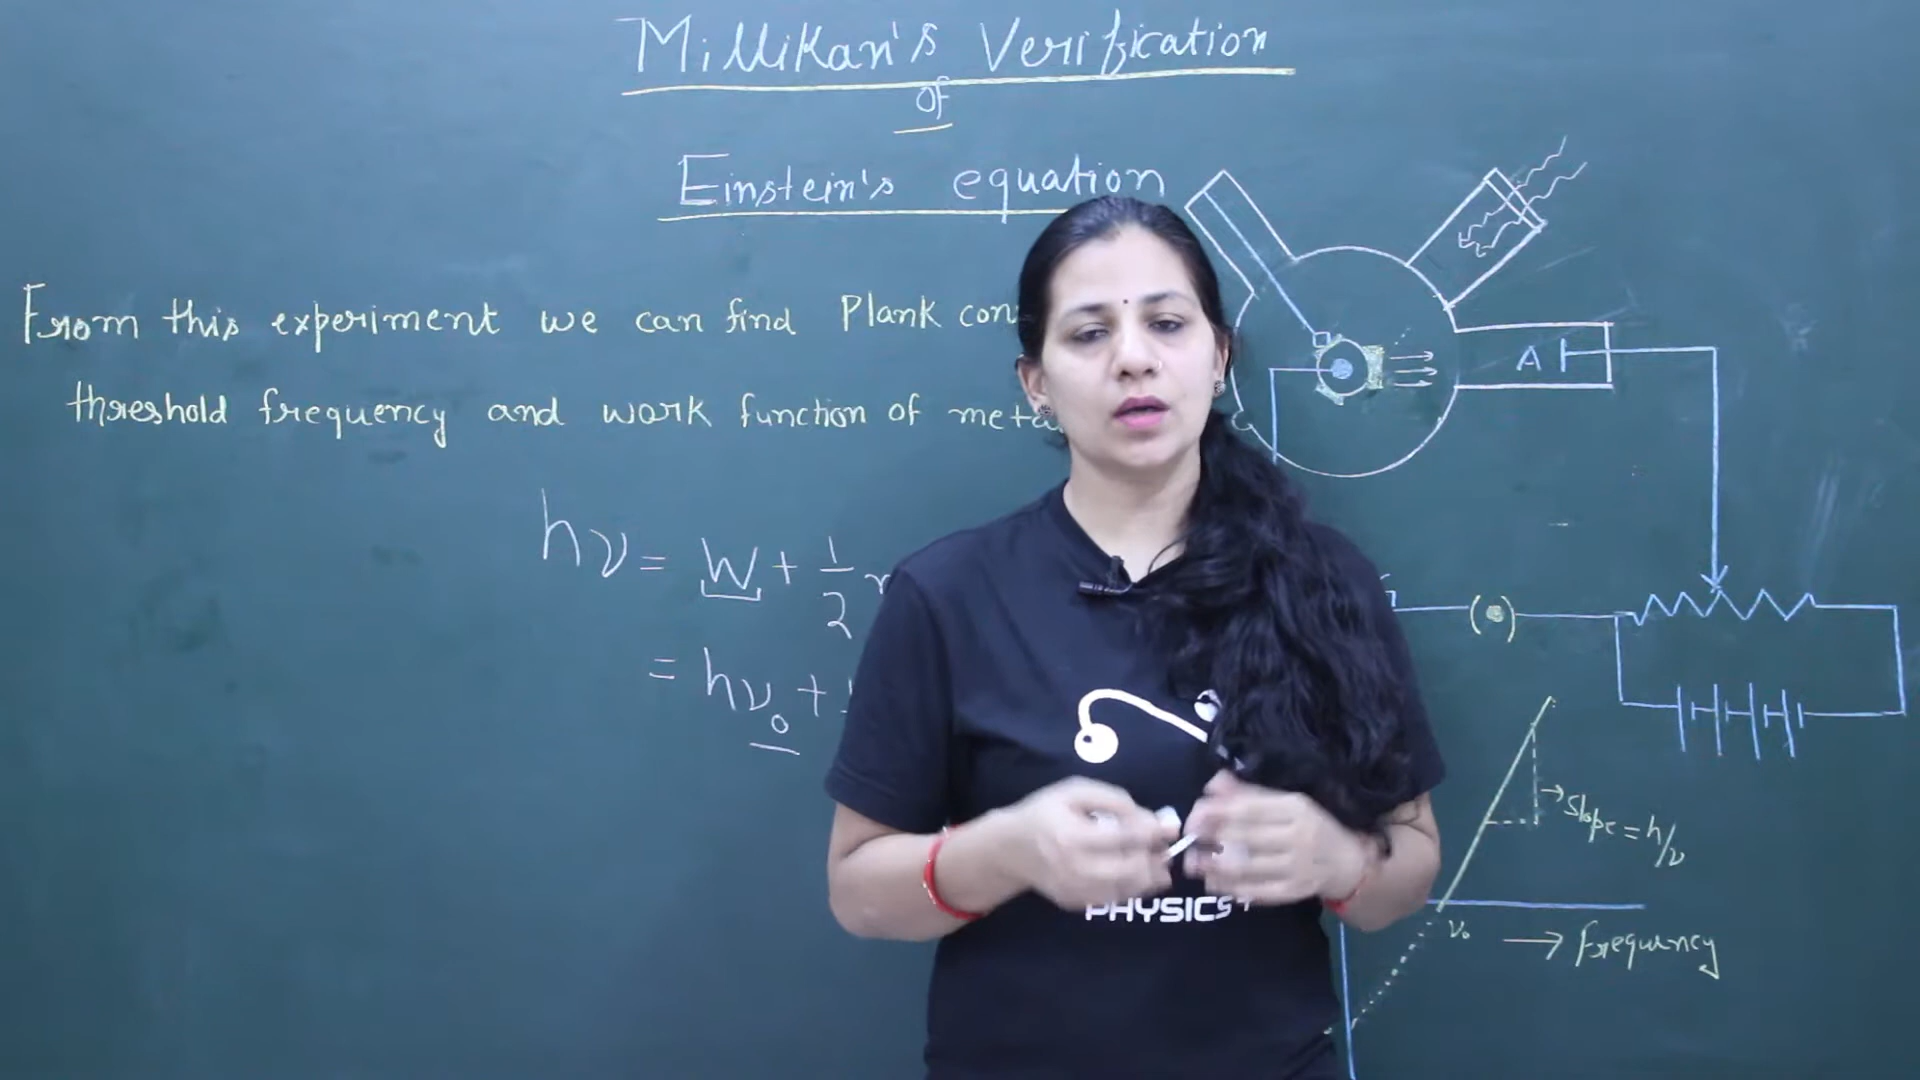 Millikan's Verification
of
Einstein's equation
From this experiment we can find Plank con
threshold frequency and work function of meta
hν = W + 1/2
= hν₀ +
A
→ Slope = h/ν
ν₀
→ Frequency
PHYSICS+